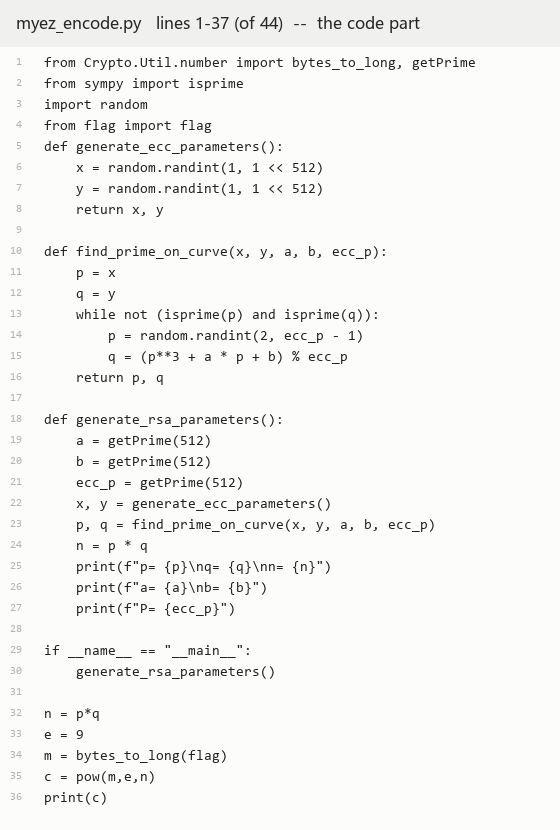 myez_encode.py lines 1-37 (of 44) -- the code part
1 from Crypto.Util.number import bytes_to_long, getPrime
2 from sympy import isprime
3 import random
4 from flag import flag
5 def generate_ecc_parameters():
6     x = random.randint(1, 1 << 512)
7     y = random.randint(1, 1 << 512)
8     return x, y
9
10 def find_prime_on_curve(x, y, a, b, ecc_p):
11     p = x
12     q = y
13     while not (isprime(p) and isprime(q)):
14         p = random.randint(2, ecc_p - 1)
15         q = (p**3 + a * p + b) % ecc_p
16     return p, q
17
18 def generate_rsa_parameters():
19     a = getPrime(512)
20     b = getPrime(512)
21     ecc_p = getPrime(512)
22     x, y = generate_ecc_parameters()
23     p, q = find_prime_on_curve(x, y, a, b, ecc_p)
24     n = p * q
25     print(f"p= {p}\nq= {q}\nn= {n}")
26     print(f"a= {a}\nb= {b}")
27     print(f"P= {ecc_p}")
28
29 if __name__ == "__main__":
30     generate_rsa_parameters()
31
32 n = p*q
33 e = 9
34 m = bytes_to_long(flag)
35 c = pow(m,e,n)
36 print(c)